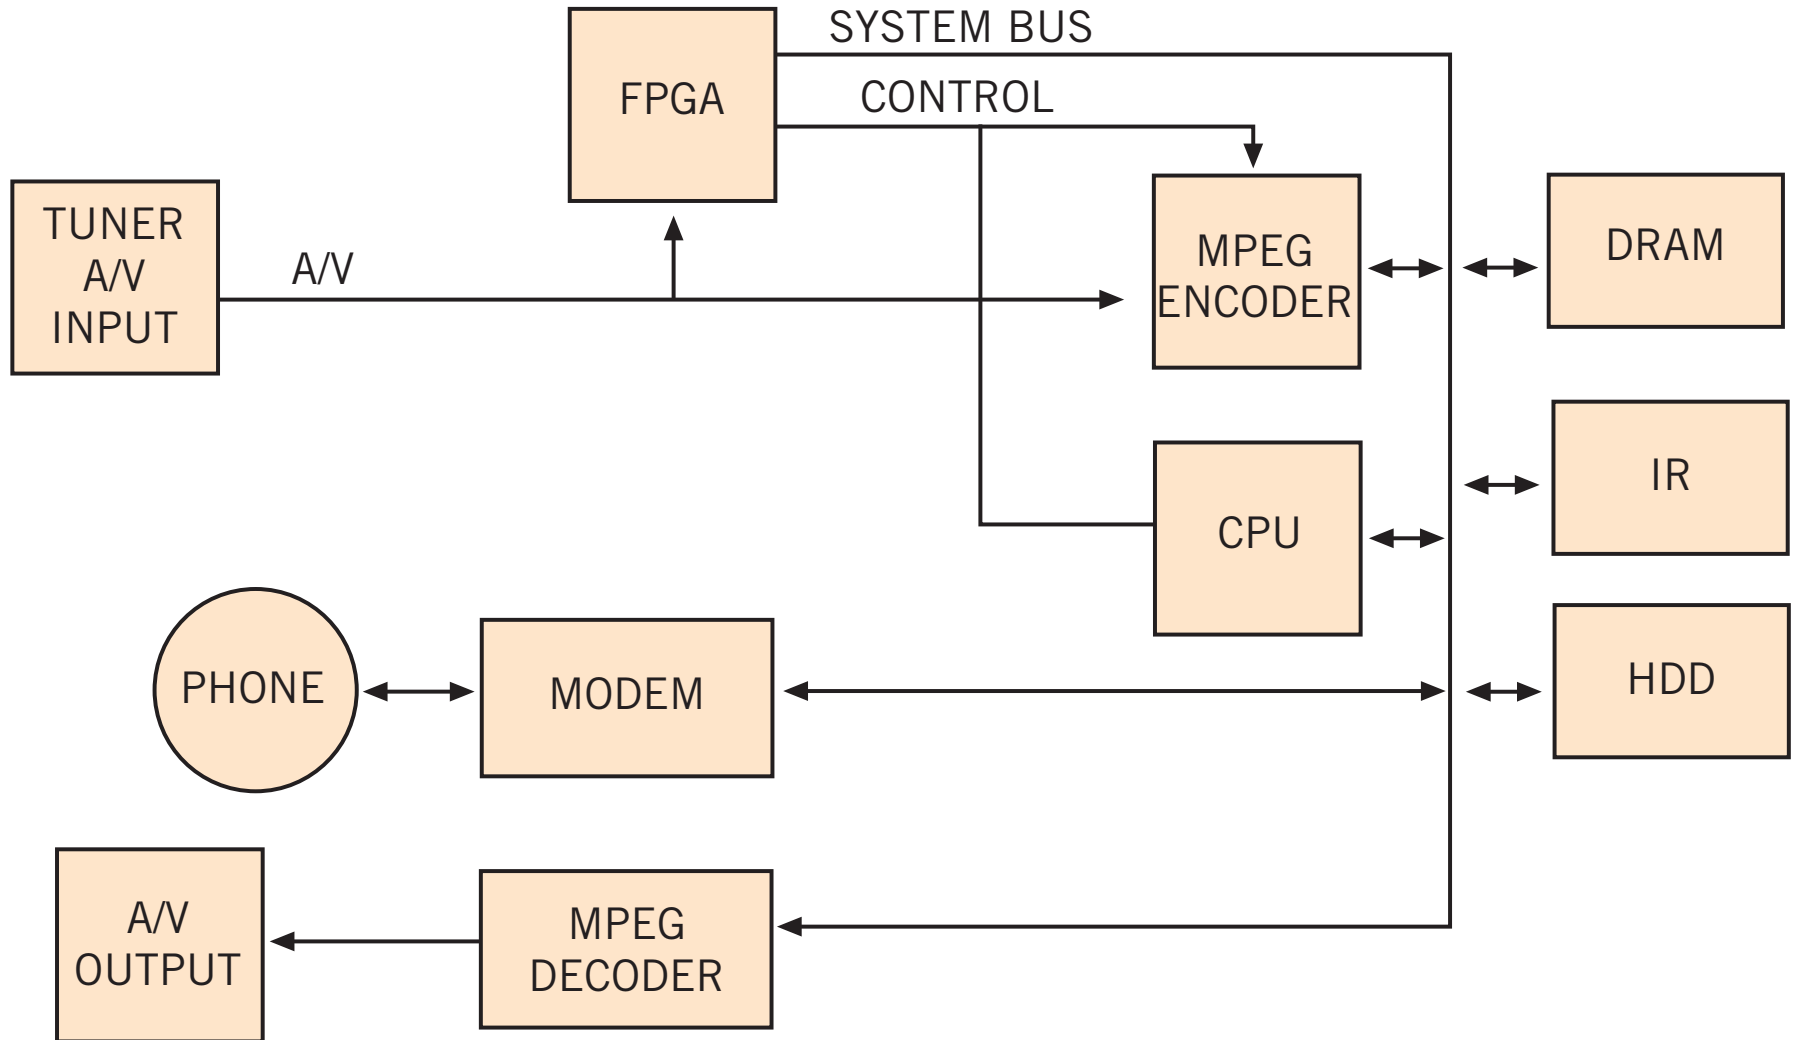 SYSTEM BUS
FPGA
CONTROL
TUNER
A/V
INPUT
A/V
MPEG
ENCODER
DRAM
IR
CPU
PHONE
MODEM
HDD
A/V
OUTPUT
MPEG
DECODER